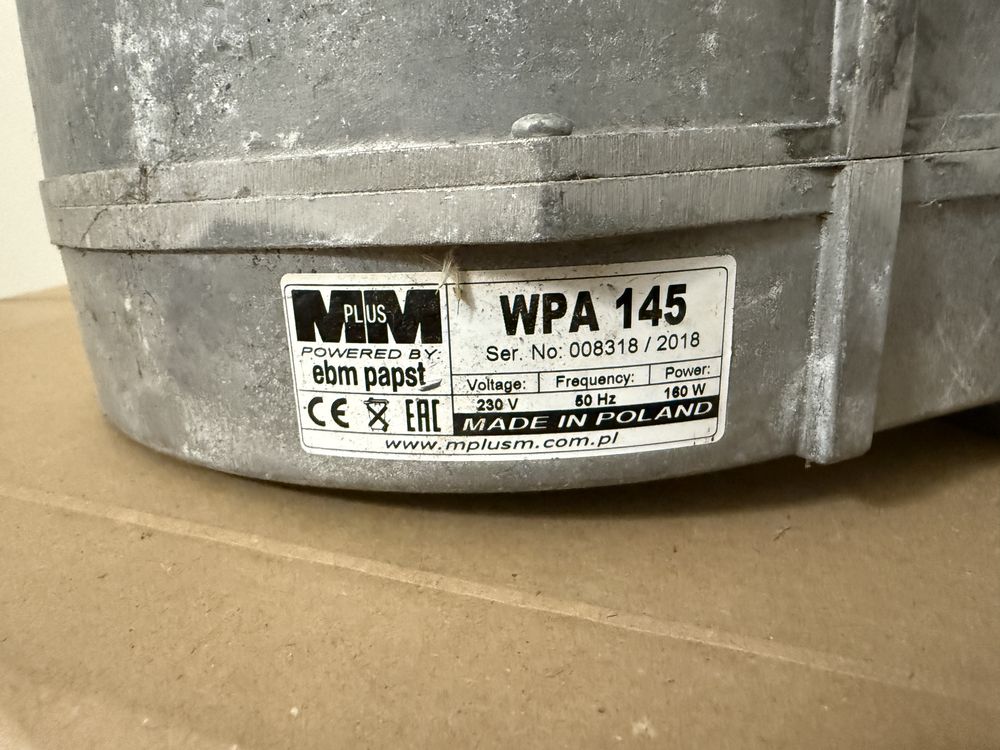 M PLUS M
POWERED BY:
ebm papst
CE EAC
WPA 145
Ser. No: 008318 / 2018
Voltage: Frequency: Power:
230 V 50 Hz 160 W
MADE IN POLAND
www.mplusm.com.pl